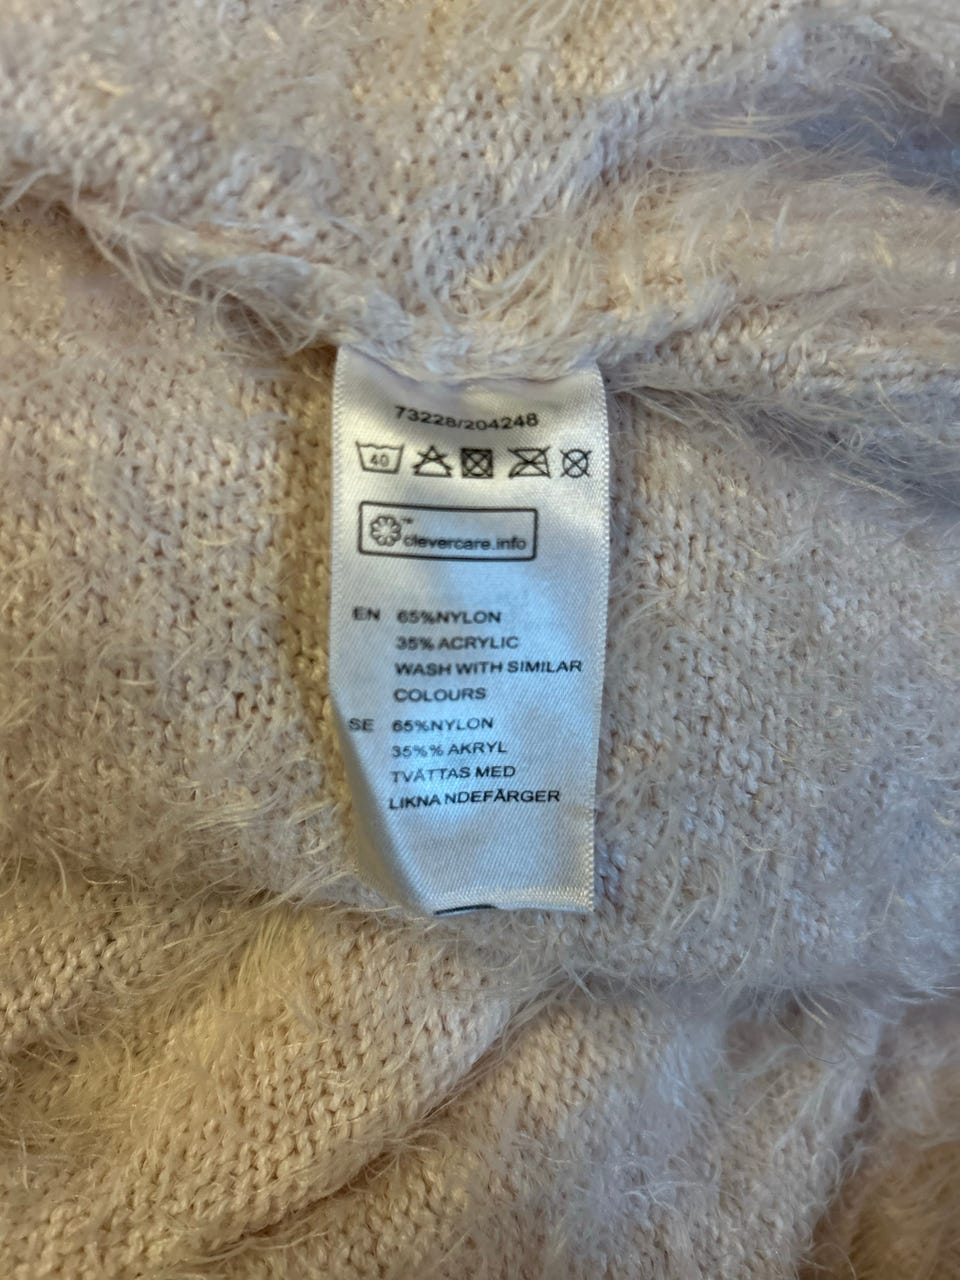 73228/204248
40
™
clevercare.info
EN 65%NYLON
35% ACRYLIC
WASH WITH SIMILAR
COLOURS
SE 65%NYLON
35%% AKRYL
TVÄTTAS MED
LIKNA NDEFÄRGER